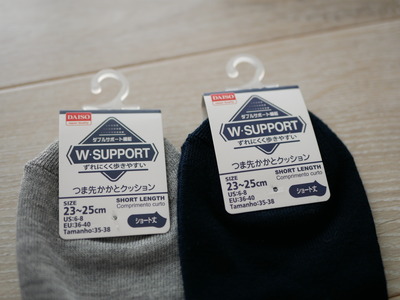 DAISO
ダブルサポート機能
W・SUPPORT
ずれにくく歩きやすい
つま先かかとクッション
SIZE
23~25cm
US:6-8
EU:36-40
Tamanho:35-38
SHORT LENGTH
Comprimento curto
ショート丈
DAISO
ダブルサポート機能
W・SUPPORT
ずれにくく歩きやすい
つま先かかとクッション
SIZE
23~25cm
US:6-8
EU:36-40
Tamanho:35-38
SHORT LENGTH
Comprimento curto
ショート丈